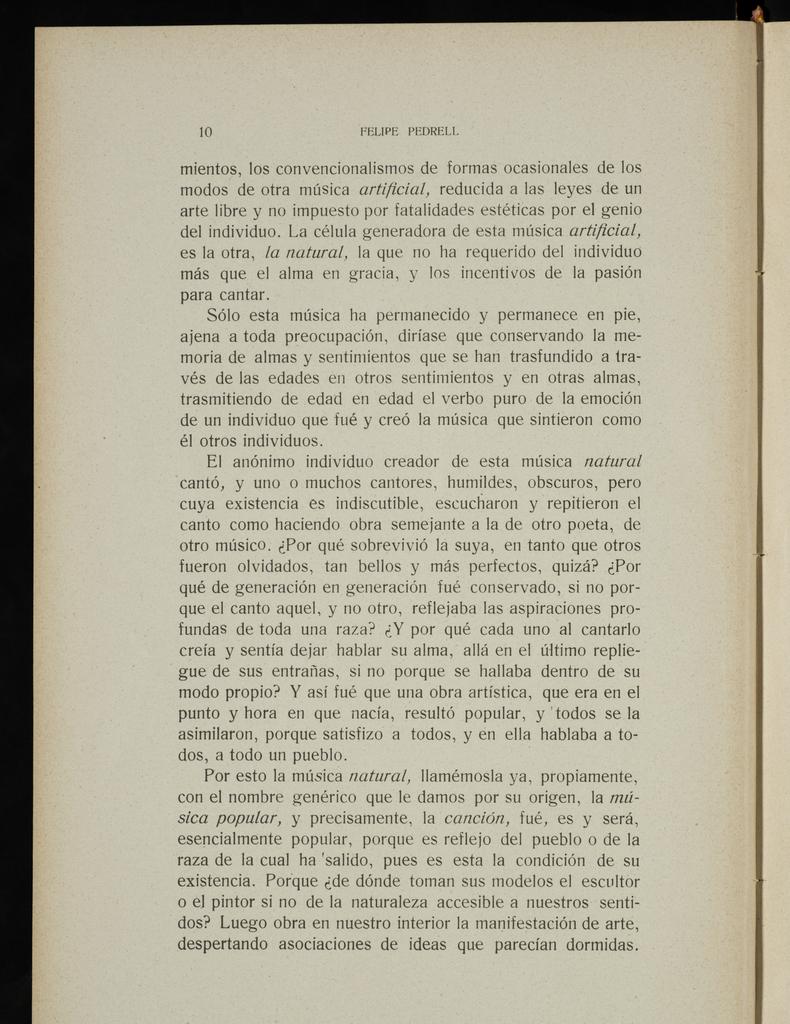 10 FELIPE PEDRELL
mientos, los convencionalismos de formas ocasionales de los
modos de otra música artificial, reducida a las leyes de un
arte libre y no impuesto por fatalidades estéticas por el genio
del individuo. La célula generadora de esta música artificial,
es la otra, la natural, la que no ha requerido del individuo
más que el alma en gracia, y los incentivos de la pasión
para cantar.
Sólo esta música ha permanecido y permanece en pie,
ajena a toda preocupación, diríase que conservando la me-
moria de almas y sentimientos que se han trasfundido a tra-
vés de las edades en otros sentimientos y en otras almas,
trasmitiendo de edad en edad el verbo puro de la emoción
de un individuo que fué y creó la música que sintieron como
él otros individuos.
El anónimo individuo creador de esta música natural
cantó, y uno o muchos cantores, humildes, obscuros, pero
cuya existencia es indiscutible, escucharon y repitieron el
canto como haciendo obra semejante a la de otro poeta, de
otro músico. ¿Por qué sobrevivió la suya, en tanto que otros
fueron olvidados, tan bellos y más perfectos, quizá? ¿Por
qué de generación en generación fué conservado, si no por-
que el canto aquel, y no otro, reflejaba las aspiraciones pro-
fundas de toda una raza? ¿Y por qué cada uno al cantarlo
creía y sentía dejar hablar su alma, allá en el último replie-
gue de sus entrañas, si no porque se hallaba dentro de su
modo propio? Y así fué que una obra artística, que era en el
punto y hora en que nacía, resultó popular, y todos se la
asimilaron, porque satisfizo a todos, y en ella hablaba a to-
dos, a todo un pueblo.
Por esto la música natural, llamémosla ya, propiamente,
con el nombre genérico que le damos por su origen, la mú-
sica popular, y precisamente, la canción, fué, es y será,
esencialmente popular, porque es reflejo del pueblo o de la
raza de la cual ha salido, pues es esta la condición de su
existencia. Porque ¿de dónde toman sus modelos el escultor
o el pintor si no de la naturaleza accesible a nuestros senti-
dos? Luego obra en nuestro interior la manifestación de arte,
despertando asociaciones de ideas que parecían dormidas.